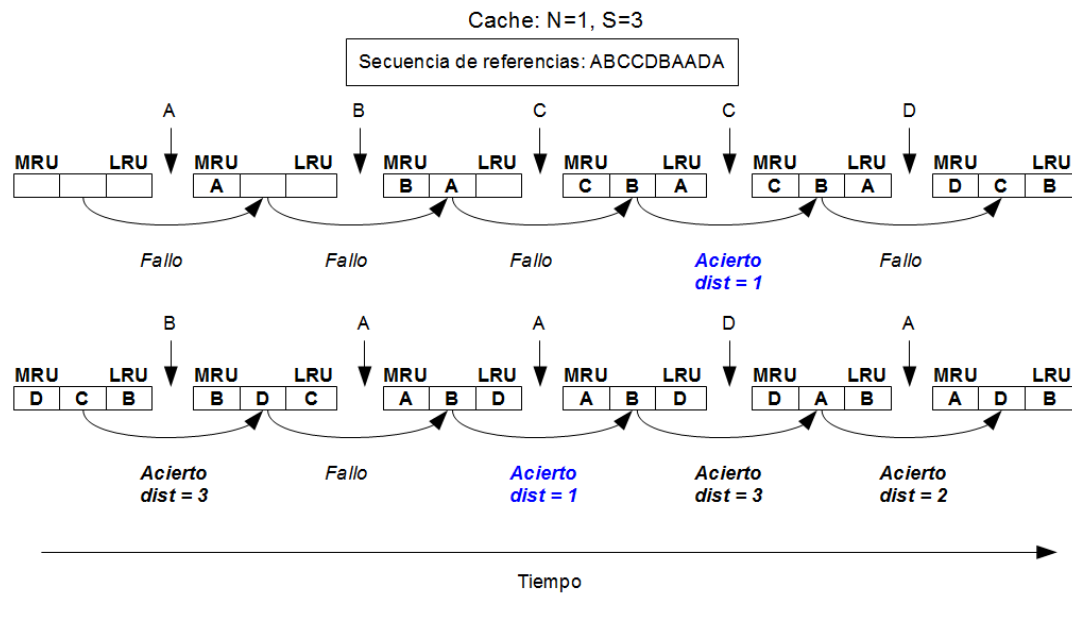 Cache: N=1, S=3
Secuencia de referencias: ABCCDBAADA
A B C C D
MRU LRU MRU LRU MRU LRU MRU LRU MRU LRU MRU LRU
A B A C B A C B A D C B
Fallo Fallo Fallo Acierto Fallo
dist = 1
B A A D A
MRU LRU MRU LRU MRU LRU MRU LRU MRU LRU MRU LRU
D C B B D C A B D A B D D A B A D B
Acierto Fallo Acierto Acierto Acierto
dist = 3 dist = 1 dist = 3 dist = 2
Tiempo